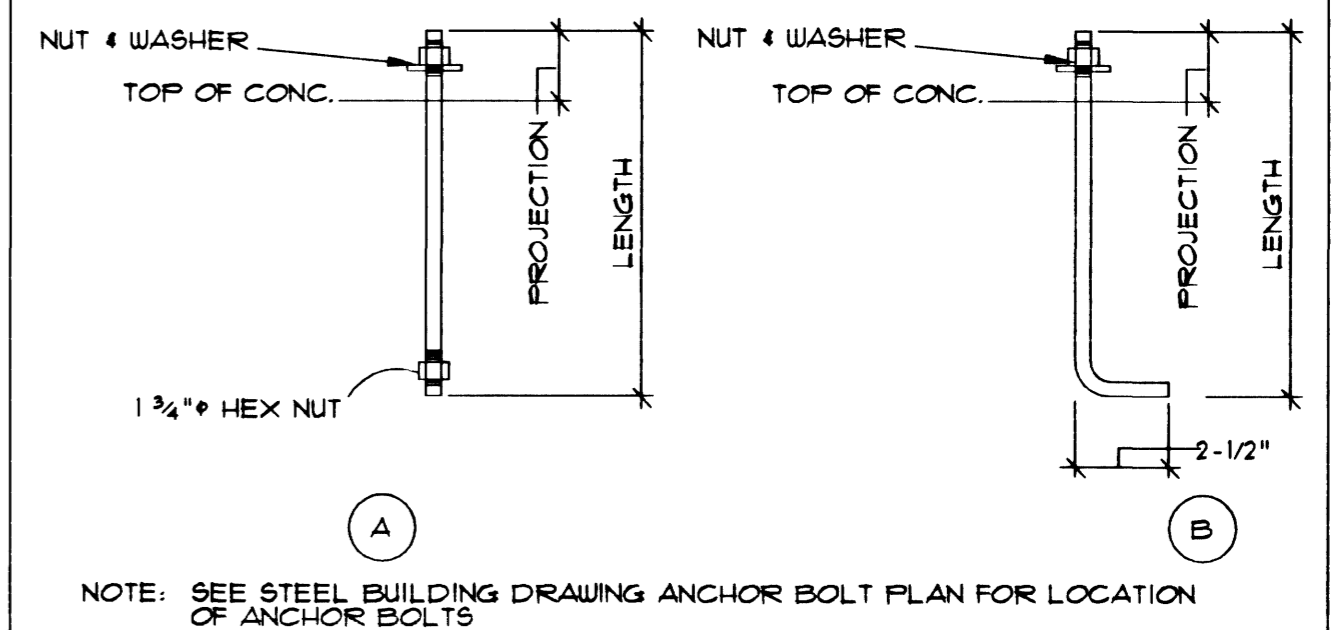 NUT & WASHER
TOP OF CONC.
PROJECTION
LENGTH
1 3/4"φ HEX NUT
A
NUT & WASHER
TOP OF CONC.
PROJECTION
LENGTH
2-1/2"
B
NOTE: SEE STEEL BUILDING DRAWING ANCHOR BOLT PLAN FOR LOCATION
OF ANCHOR BOLTS